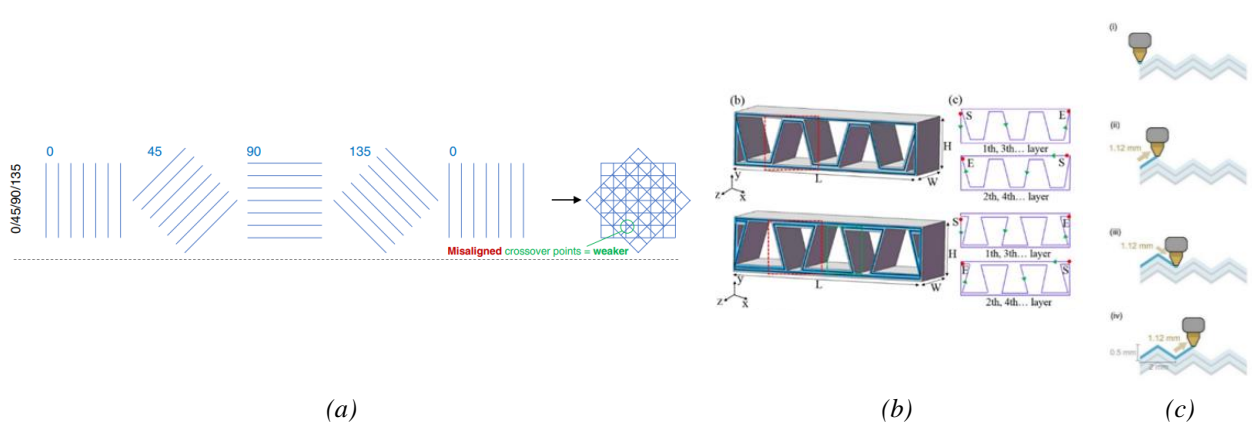 0/45/90/135
0
45
90
135
0
Misaligned crossover points = weaker
(a)
(b)
H
W
L
y
z
x
(c)
S
E
1th, 3th... layer
E
S
2th, 4th... layer
H
W
L
y
z
x
S
E
1th, 3th... layer
E
S
2th, 4th... layer
(b)
(i)
(ii)
1.12 mm
(iii)
1.12 mm
(iv)
1.12 mm
0.5 mm
2 mm
(c)